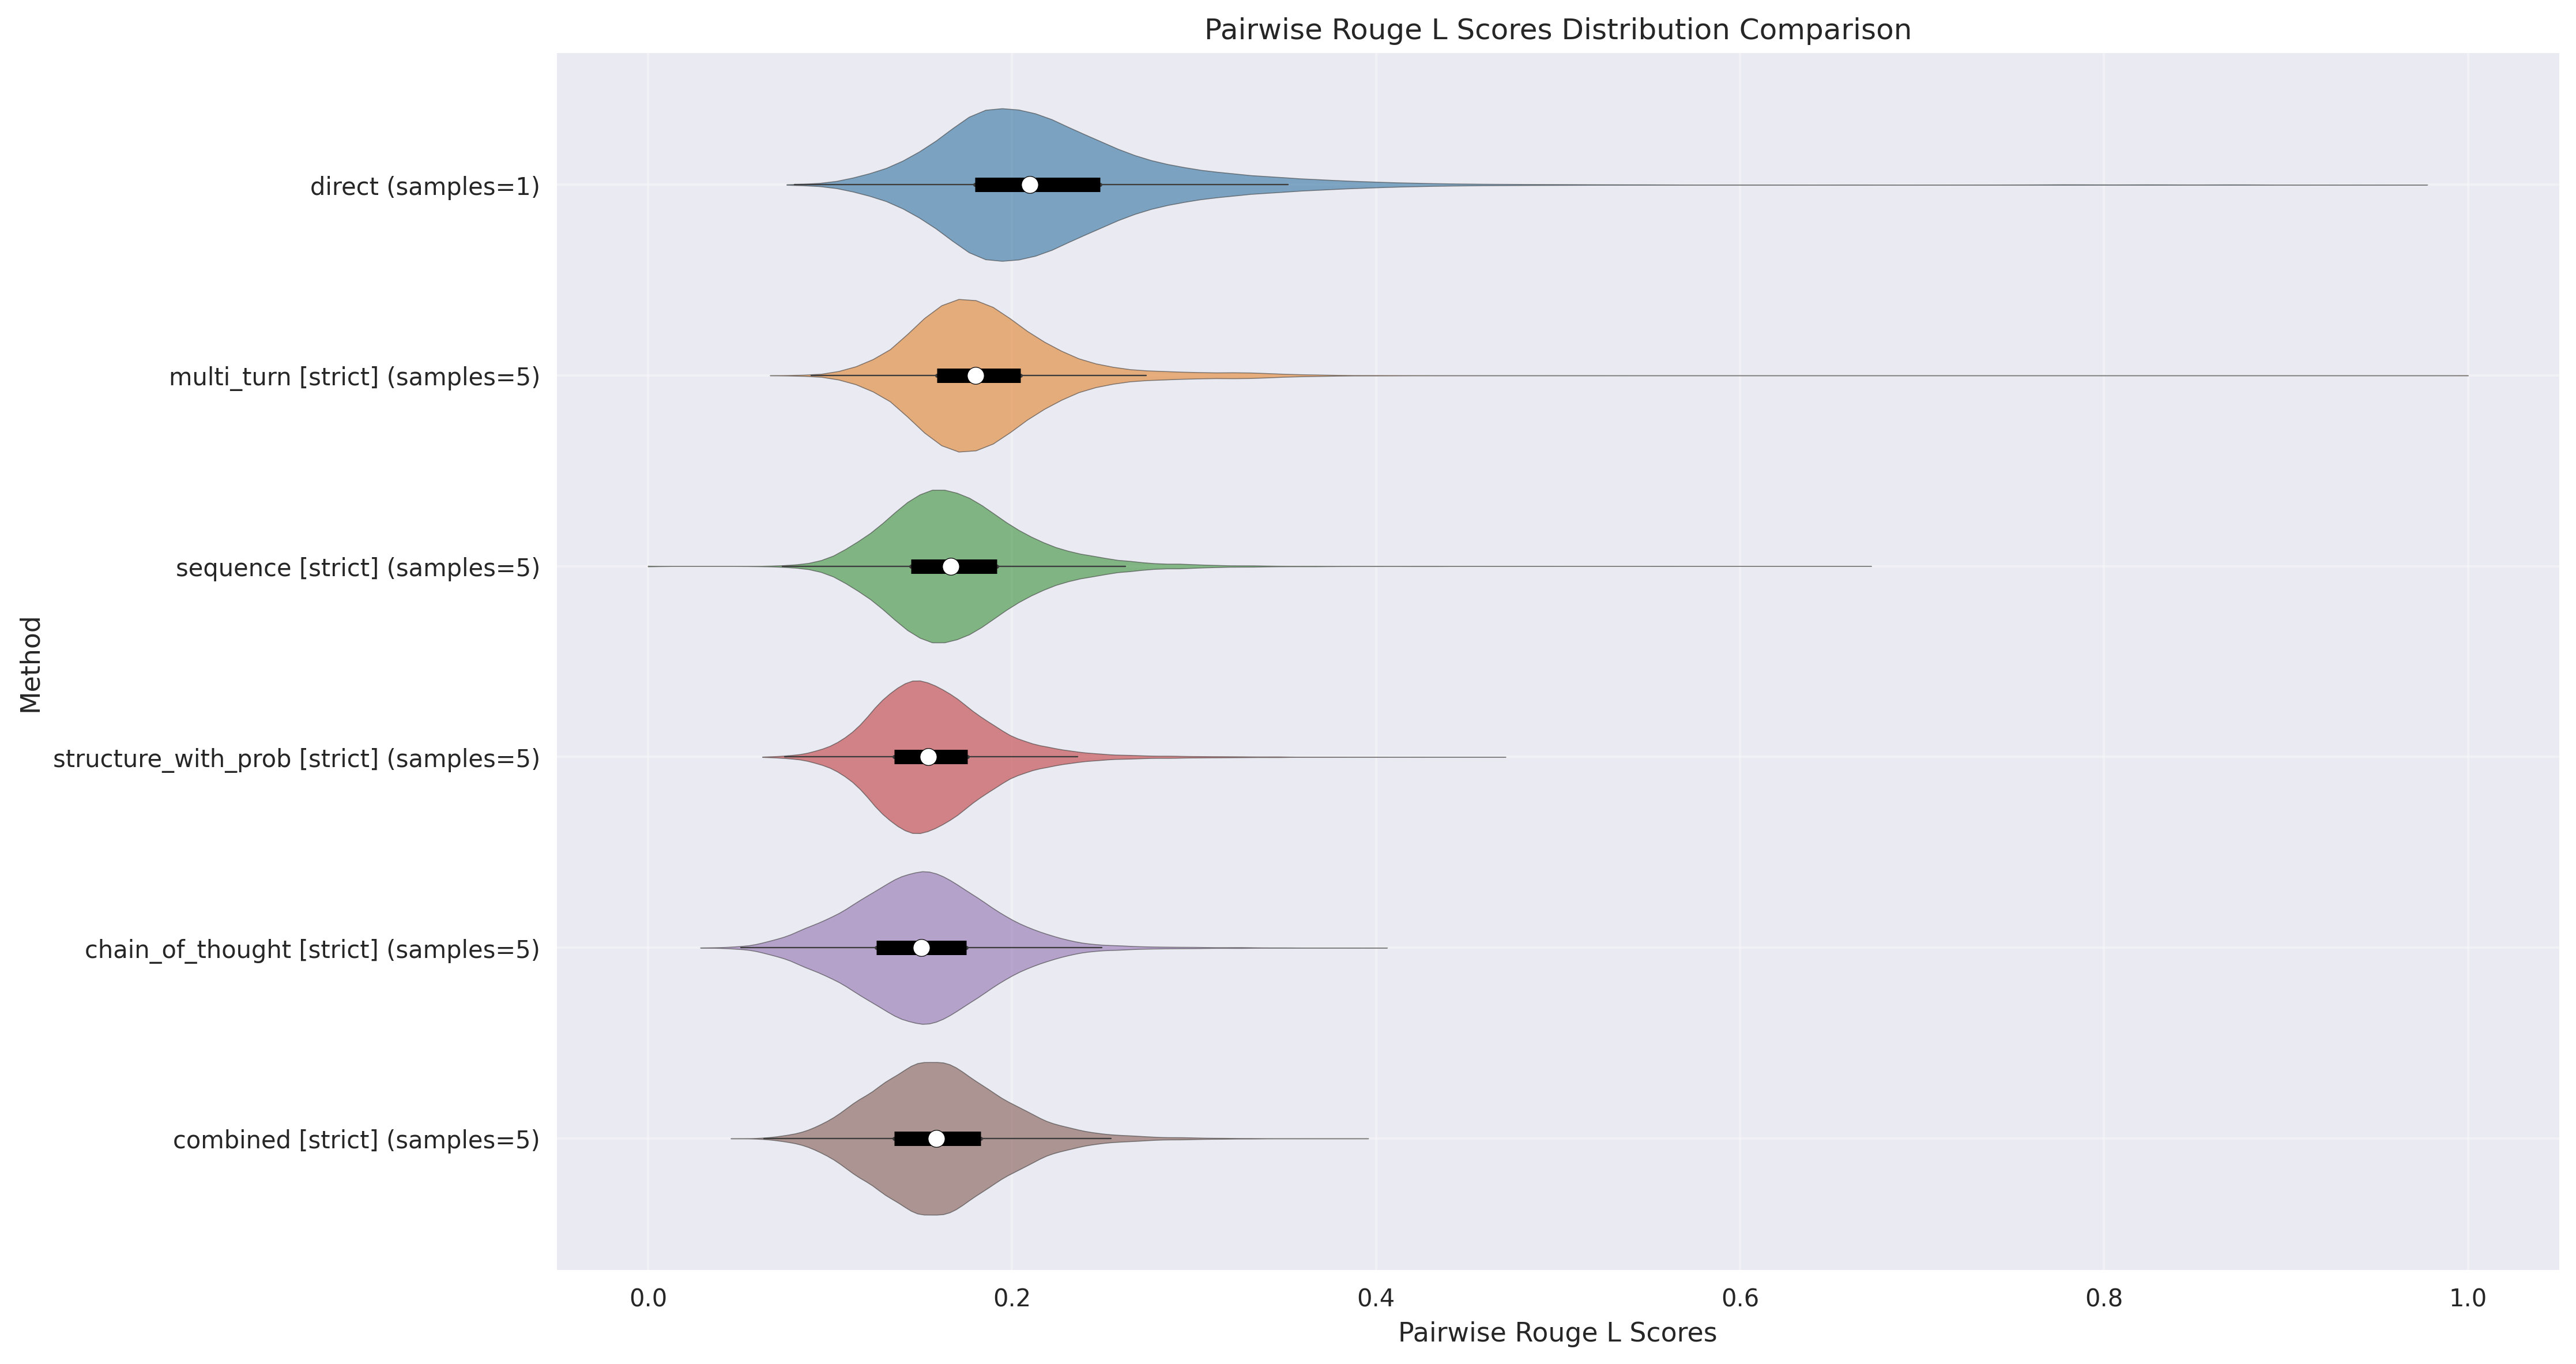 Pairwise Rouge L Scores Distribution Comparison
direct (samples=1)
multi_turn [strict] (samples=5)
sequence [strict] (samples=5)
structure_with_prob [strict] (samples=5)
chain_of_thought [strict] (samples=5)
combined [strict] (samples=5)
Method
0.0 0.2 0.4 0.6 0.8 1.0
Pairwise Rouge L Scores